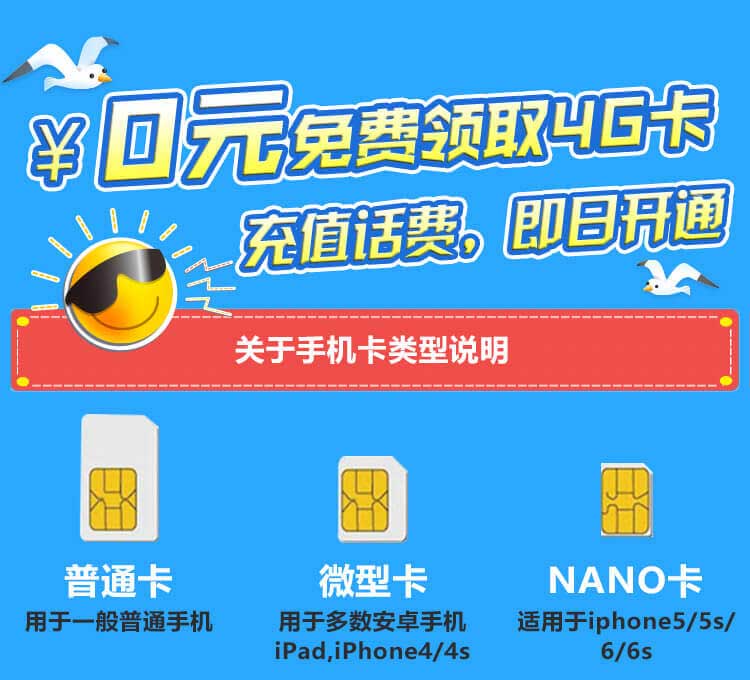 ¥0元免费领取4G卡
充值话费，即日开通
关于手机卡类型说明
普通卡
用于一般普通手机
微型卡
用于多数安卓手机
iPad,iPhone4/4s
NANO卡
适用于iphone5/5s/
6/6s